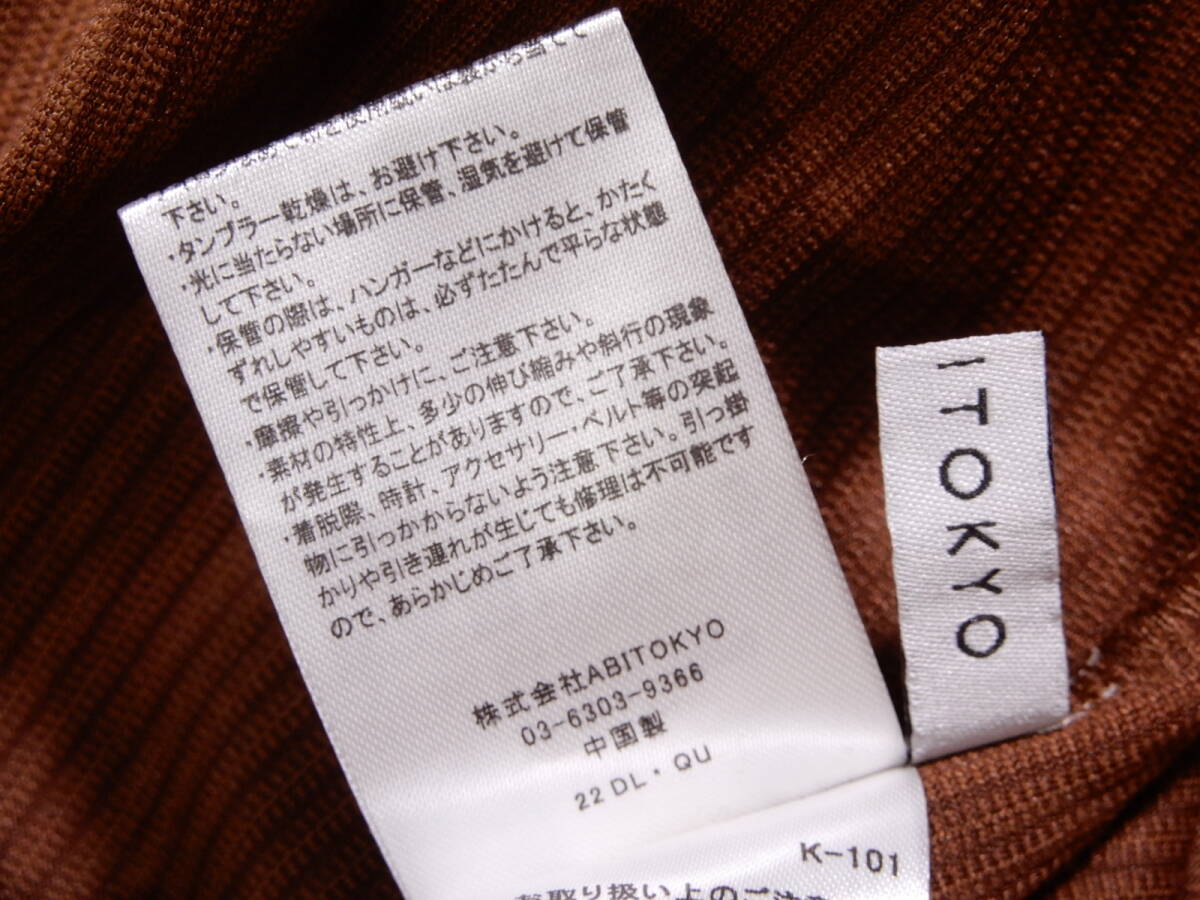 下さい。
・タンブラー乾燥は、お避け下さい。
・光に当たらない場所に保管、湿気を避けて保管
して下さい。
・保管の際は、ハンガーなどにかけると、かたく
ずれしやすいものは、必ずたたんで平らな状態
で保管して下さい。
・摩擦や引っかけに、ご注意下さい。
・素材の特性上、多少の伸び縮みや斜行の現象
が発生することがありますので、ご了承下さい。
・着脱際、時計、アクセサリー・ベルト等の突起
物に引っかからないよう注意下さい。引っ掛
かりや引き連れが生じても修理は不可能です
ので、あらかじめご了承下さい。
株式会社ABITOKYO
03-6303-9366
中国製
22 DL・QU
K-101
お取り扱い上のご注意
ITOKYO